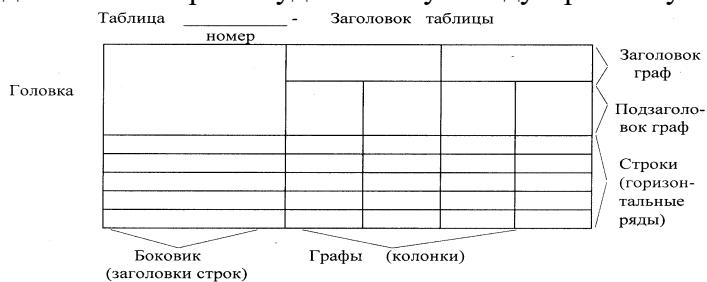 Таблица ____________ - Заголовок таблицы
номер
Заголовок
граф
Головка
Подзаголо-
вок граф
Строки
(горизон-
тальные
ряды)
Боковик
(заголовки строк)
Графы (колонки)